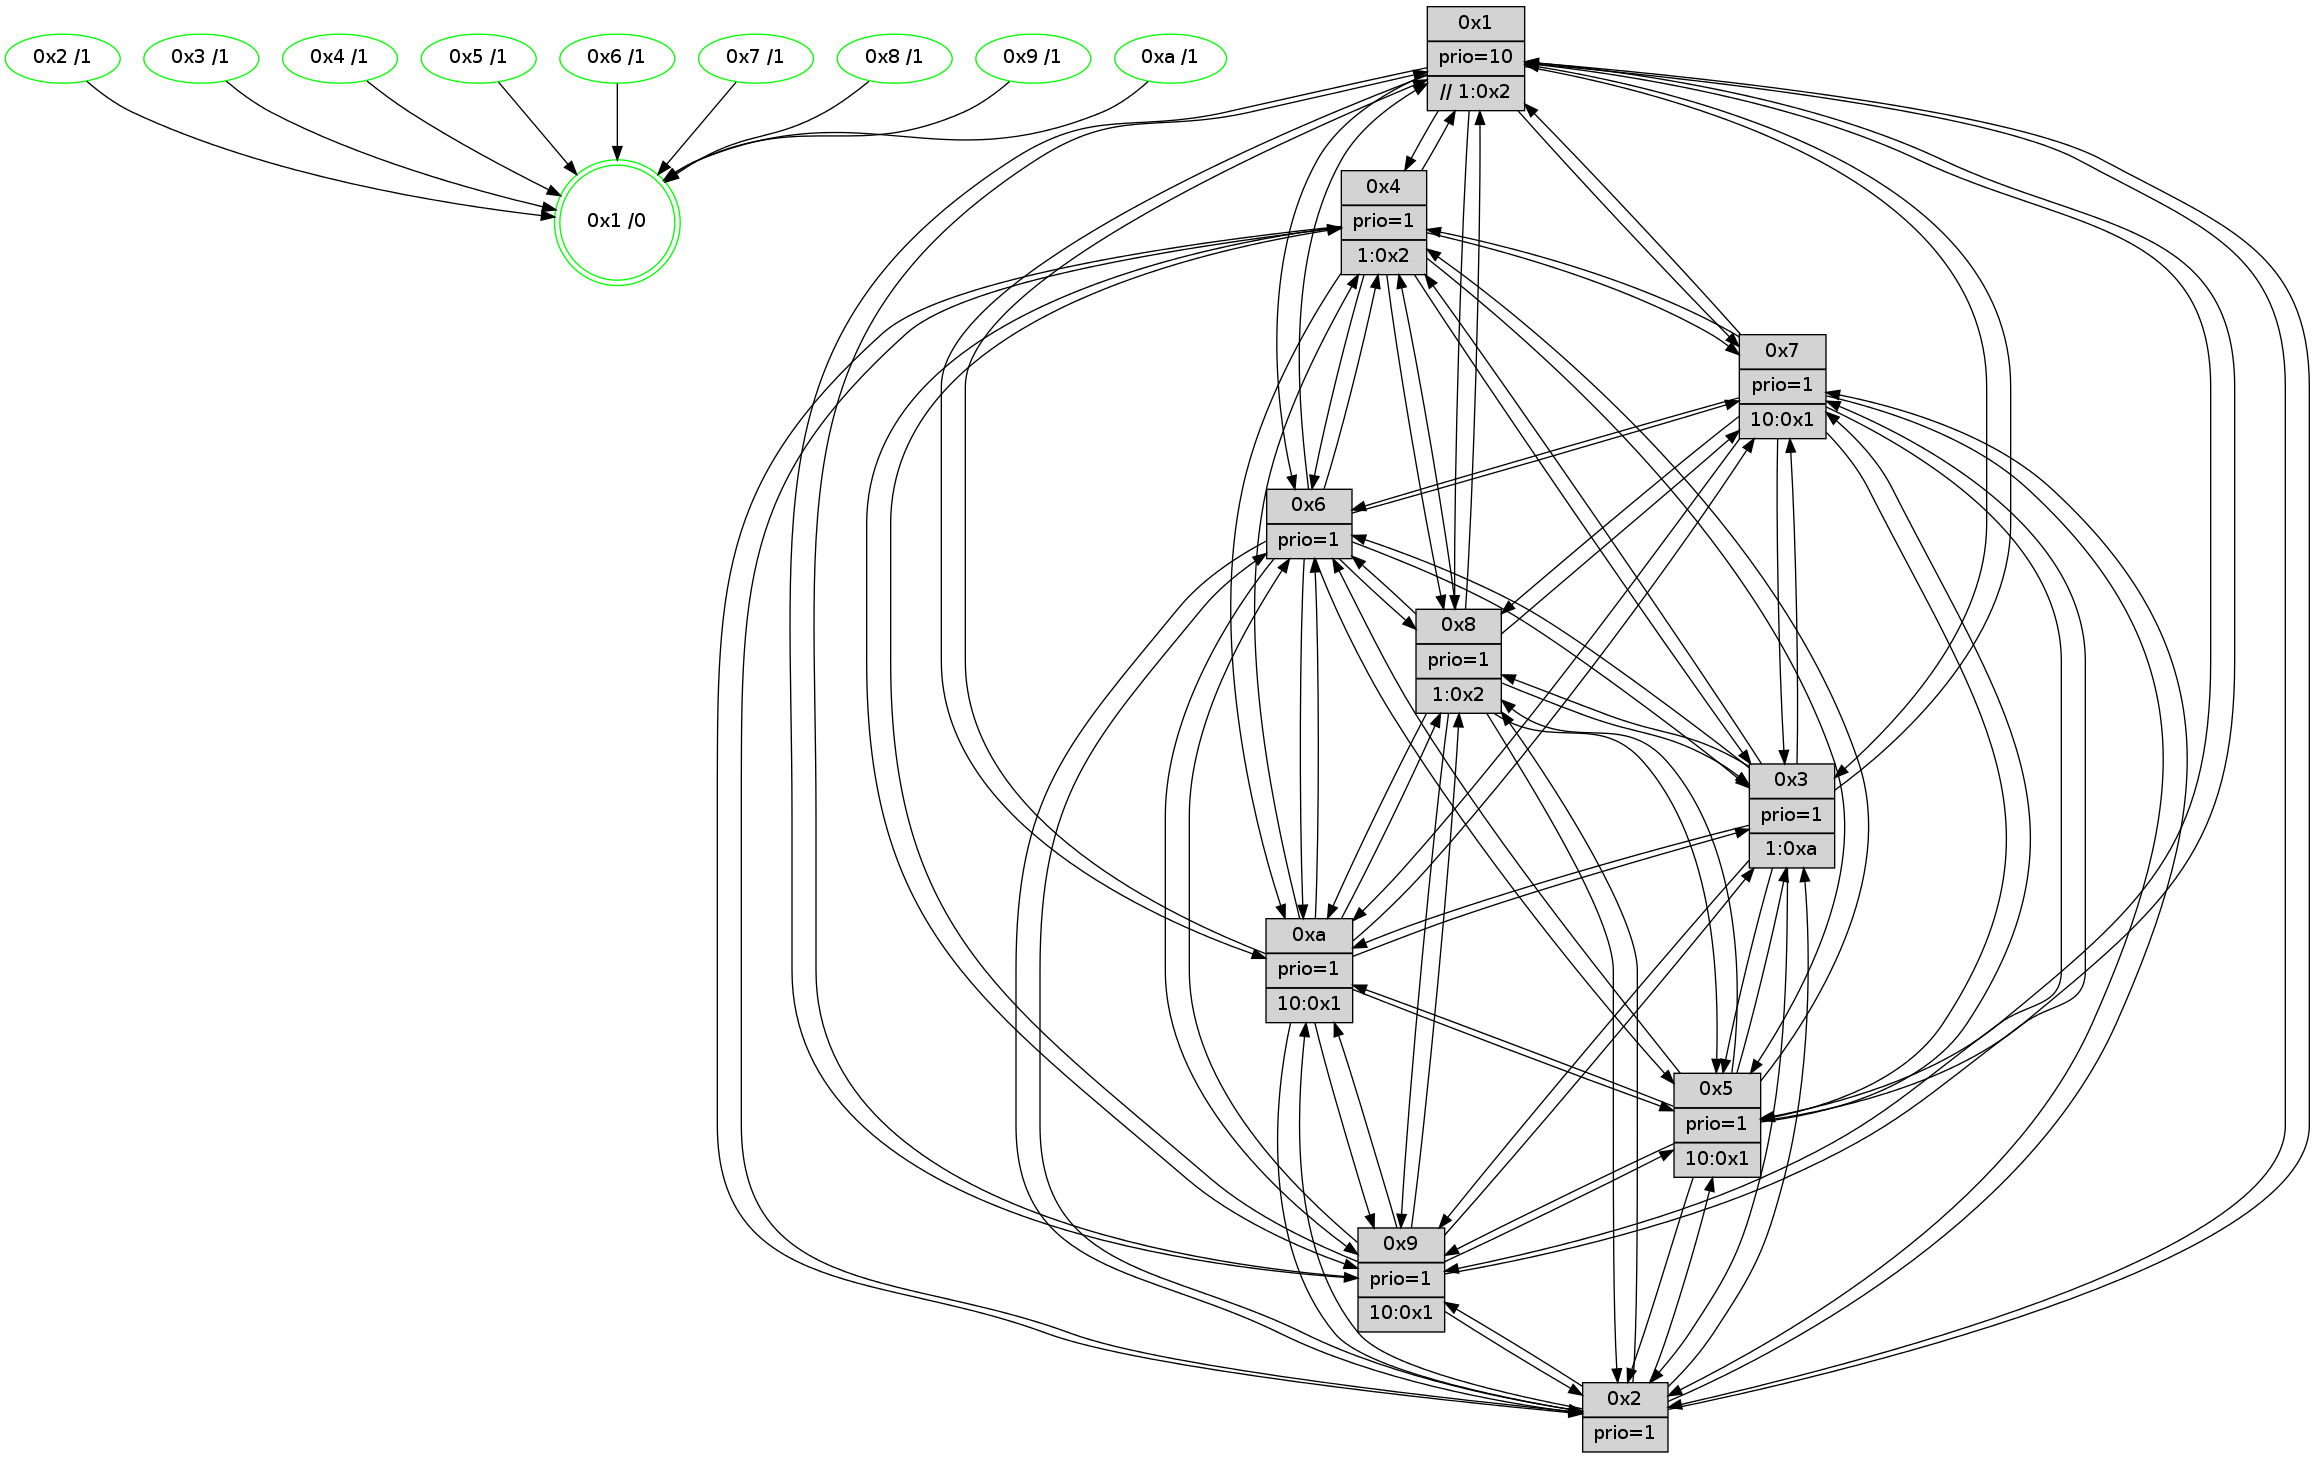 0x2 /1
0x3 /1
0x4 /1
0x5 /1
0x6 /1
0x7 /1
0x8 /1
0x9 /1
0xa /1
0x1 /0
0x1
prio=10
// 1:0x2
0x4
prio=1
1:0x2
0x7
prio=1
10:0x1
0x6
prio=1
0x8
prio=1
1:0x2
0x3
prio=1
1:0xa
0xa
prio=1
10:0x1
0x5
prio=1
10:0x1
0x9
prio=1
10:0x1
0x2
prio=1